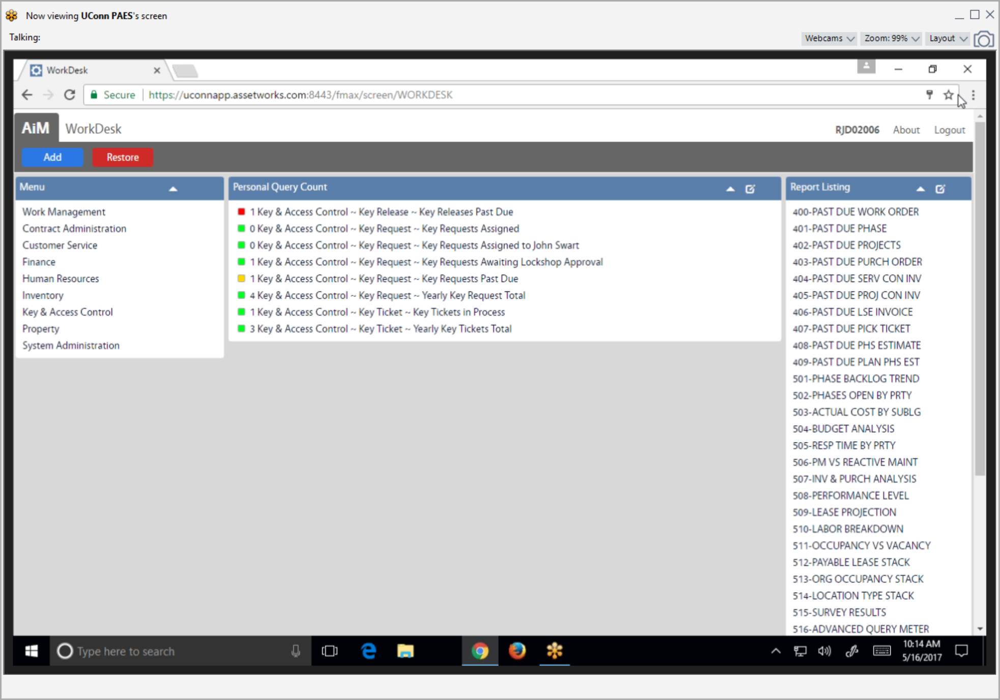 Now viewing UConn PAES's screen
Talking:
Webcams
Zoom: 99%
Layout
WorkDesk
Secure
https://uconnapp.assetworks.com:8443/fmax/screen/WORKDESK
AiM
WorkDesk
RJD02006
About
Logout
Add
Restore
Menu
Work Management
Contract Administration
Customer Service
Finance
Human Resources
Inventory
Key & Access Control
Property
System Administration
Personal Query Count
1 Key & Access Control ~ Key Release ~ Key Releases Past Due
0 Key & Access Control ~ Key Request ~ Key Requests Assigned
0 Key & Access Control ~ Key Request ~ Key Requests Assigned to John Swart
1 Key & Access Control ~ Key Request ~ Key Requests Awaiting Lockshop Approval
1 Key & Access Control ~ Key Request ~ Key Requests Past Due
4 Key & Access Control ~ Key Request ~ Yearly Key Request Total
1 Key & Access Control ~ Key Ticket ~ Key Tickets in Process
3 Key & Access Control ~ Key Ticket ~ Yearly Key Tickets Total
Report Listing
400-PAST DUE WORK ORDER
401-PAST DUE PHASE
402-PAST DUE PROJECTS
403-PAST DUE PURCH ORDER
404-PAST DUE SERV CON INV
405-PAST DUE PROJ CON INV
406-PAST DUE LSE INVOICE
407-PAST DUE PICK TICKET
408-PAST DUE PHS ESTIMATE
409-PAST DUE PLAN PHS EST
501-PHASE BACKLOG TREND
502-PHASES OPEN BY PRTY
503-ACTUAL COST BY SUBLG
504-BUDGET ANALYSIS
505-RESP TIME BY PRTY
506-PM VS REACTIVE MAINT
507-INV & PURCH ANALYSIS
508-PERFORMANCE LEVEL
509-LEASE PROJECTION
510-LABOR BREAKDOWN
511-OCCUPANCY VS VACANCY
512-PAYABLE LEASE STACK
513-ORG OCCUPANCY STACK
514-LOCATION TYPE STACK
515-SURVEY RESULTS
516-ADVANCED QUERY METER
Type here to search
10:14 AM
5/16/2017